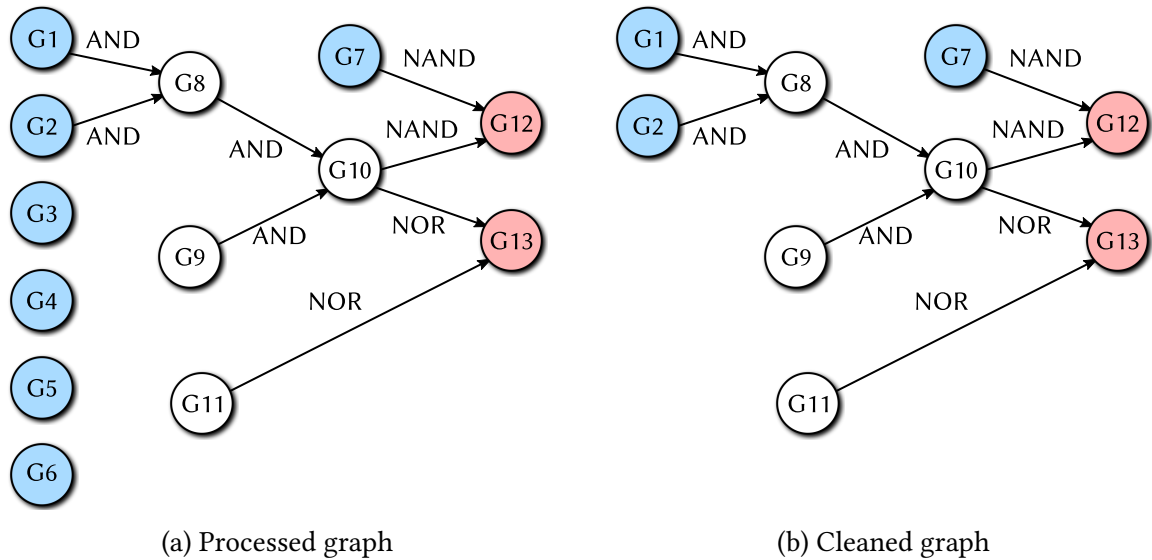 G1
AND
G8
G2
AND
G3
G4
G5
G6
G7
NAND
G12
NAND
AND
G10
G9
AND
NOR
G13
NOR
G11
(a) Processed graph
G1
AND
G8
G2
AND
G7
NAND
G12
NAND
AND
G10
G9
AND
NOR
G13
NOR
G11
(b) Cleaned graph